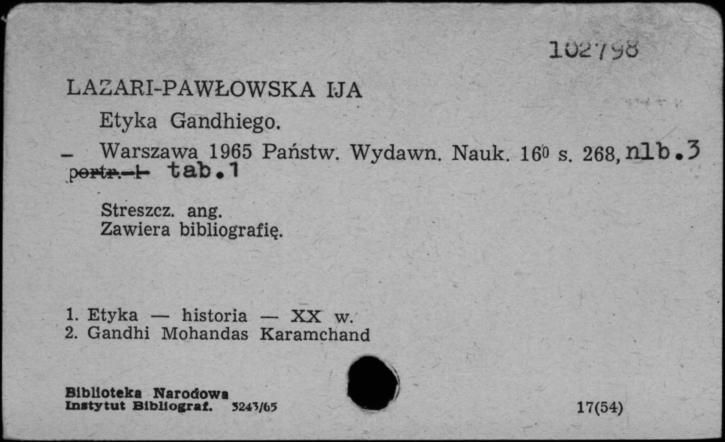 102798
LAZARI-PAWŁOWSKA IJA
Etyka Gandhiego.
— Warszawa 1965 Państw. Wydawn. Nauk. 16⁰ s. 268, nlb.3
portr. 1 tab.1
Streszcz. ang.
Zawiera bibliografię.
1. Etyka — historia — XX w.
2. Gandhi Mohandas Karamchand
Biblioteka Narodowa
Instytut Bibliograf. 3243/65
17(54)